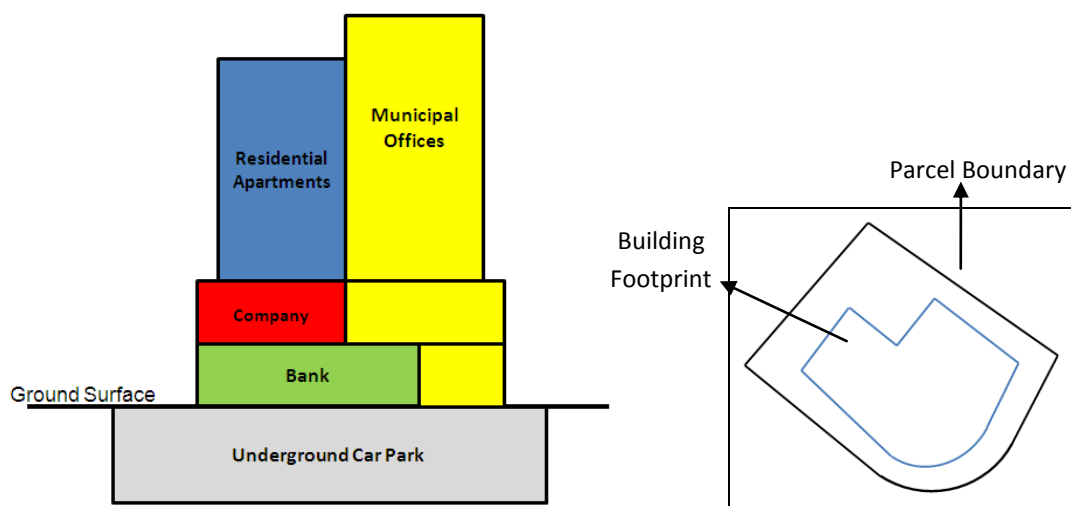 Municipal
Offices
Residential
Apartments
Company
Bank
Ground Surface
Underground Car Park
Parcel Boundary
Building
Footprint